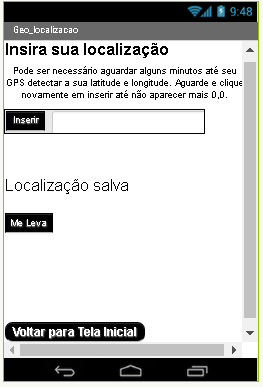 9:48
Geo_localizacao
Insira sua localização
Pode ser necessário aguardar alguns minutos até seu
GPS detectar a sua latitude e longitude. Aguarde e clique
novamente em inserir até não aparecer mais 0,0.
Inserir
Localização salva
Me Leva
Voltar para Tela Inicial